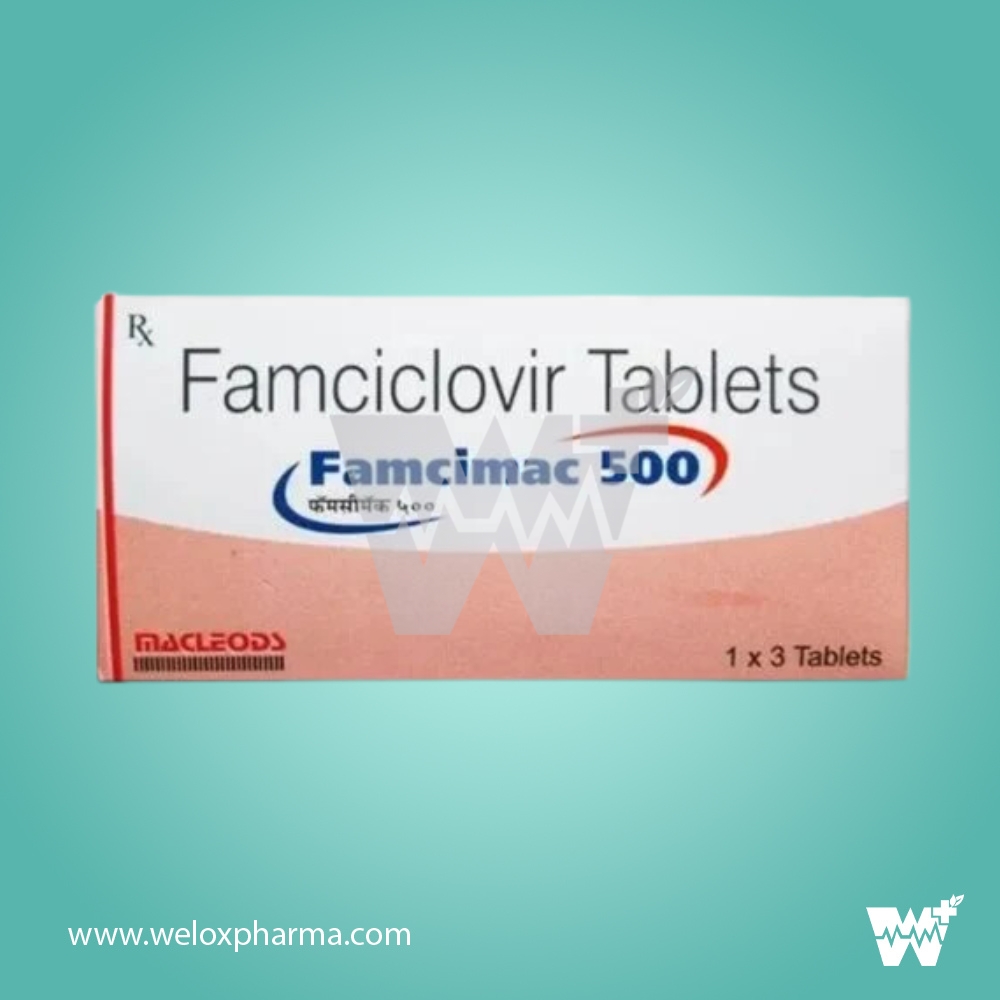 Rx
Famciclovir Tablets
Famcimac 500
फॅमसीमॅक ५००
MACLEODS
1 x 3 Tablets
www.weloxpharma.com
W